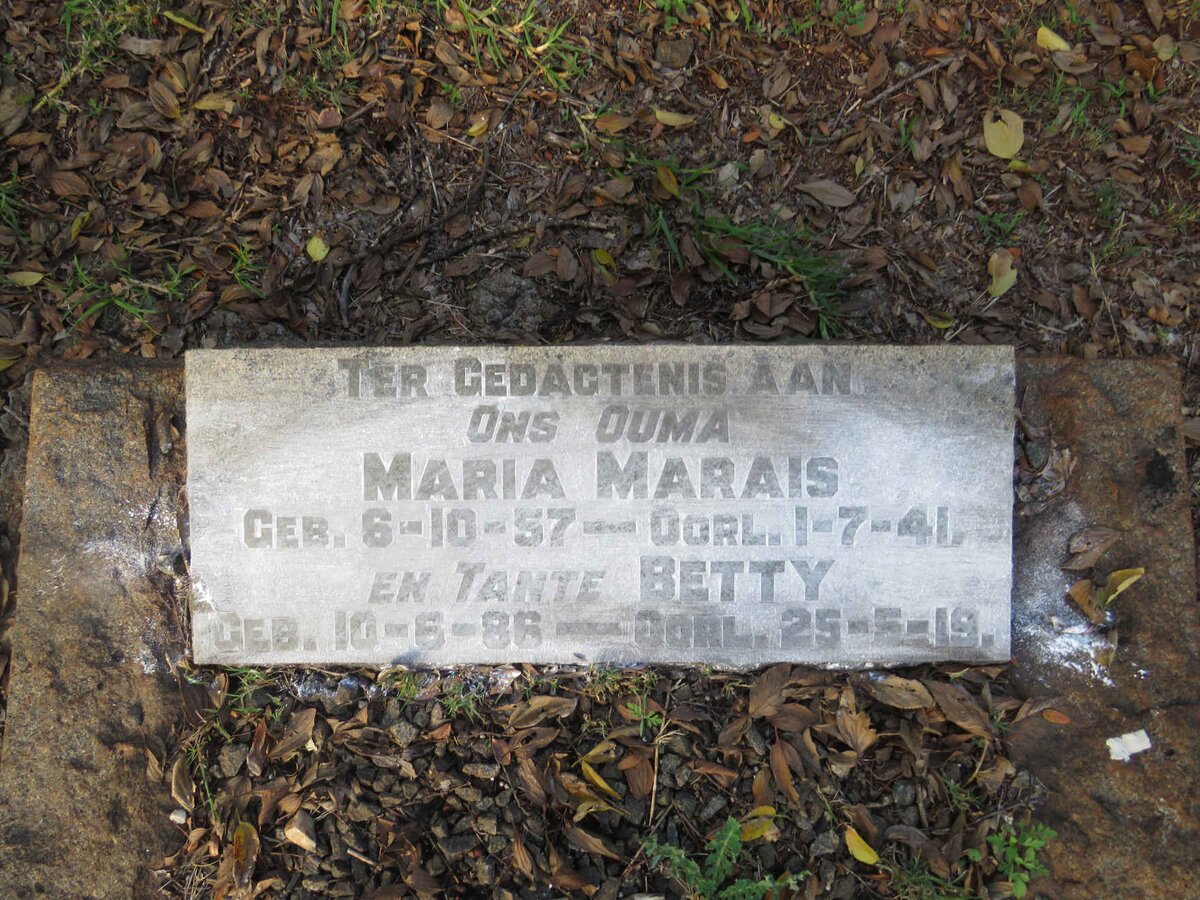 TER GEDACTENIS AAN
ONS OUMA
MARIA MARAIS
GEB. 6-10-57 — OORL. 1-7-41.
EN TANTE BETTY
GEB. 10-6-86 — OORL. 25-5-19.